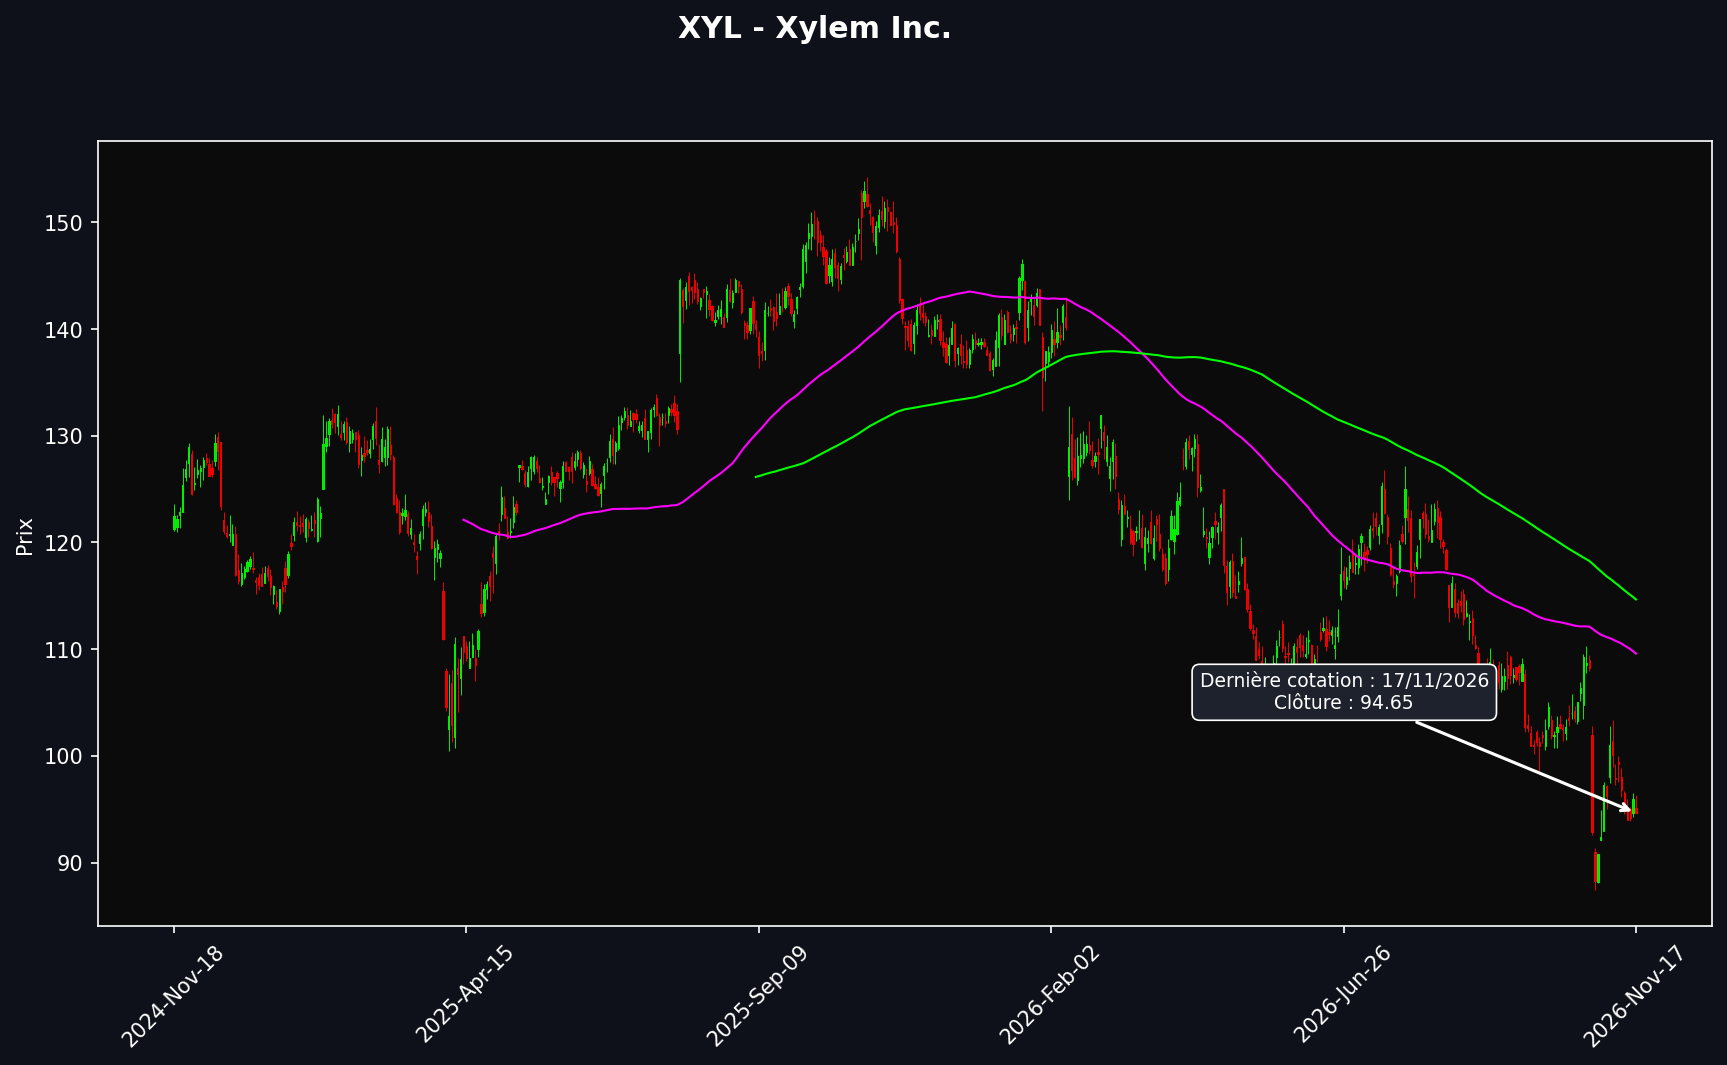 XYL - Xylem Inc.
Prix
150
140
130
120
110
100
90
Dernière cotation : 17/11/2026
Clôture : 94.65
2024-Nov-18
2025-Apr-15
2025-Sep-09
2026-Feb-02
2026-Jun-26
2026-Nov-17